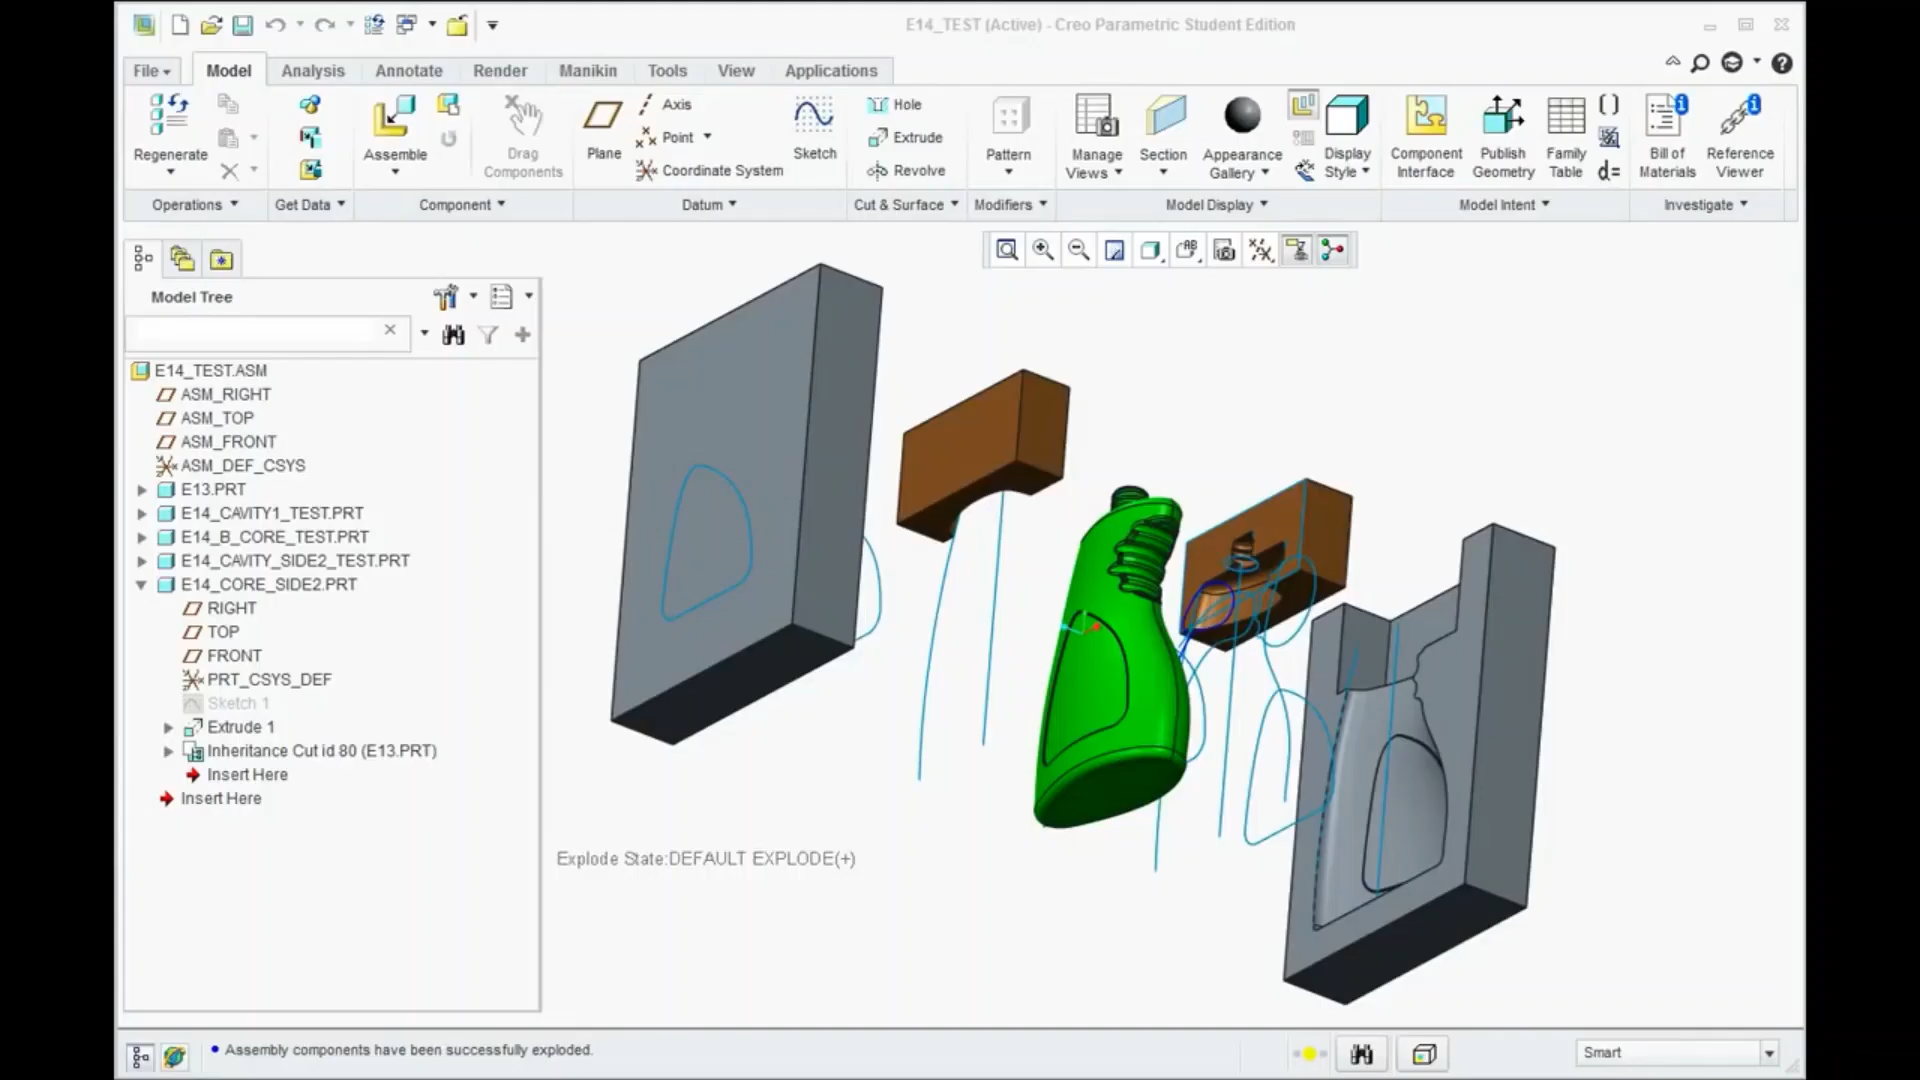 E14_TEST (Active) - Creo Parametric Student Edition
File Model Analysis Annotate Render Manikin Tools View Applications
Regenerate
Assemble
Drag Components
Plane
Axis
Point
Coordinate System
Sketch
Hole
Extrude
Revolve
Pattern
Manage Views
Section
Appearance Gallery
Display Style
Component Interface
Publish Geometry
Family Table
d=
Bill of Materials
Reference Viewer
Operations Get Data Component Datum Cut & Surface Modifiers Model Display Model Intent Investigate
Model Tree
E14_TEST.ASM
ASM_RIGHT
ASM_TOP
ASM_FRONT
ASM_DEF_CSYS
E13.PRT
E14_CAVITY1_TEST.PRT
E14_B_CORE_TEST.PRT
E14_CAVITY_SIDE2_TEST.PRT
E14_CORE_SIDE2.PRT
RIGHT
TOP
FRONT
PRT_CSYS_DEF
Sketch 1
Extrude 1
Inheritance Cut id 80 (E13.PRT)
Insert Here
Insert Here
Explode State:DEFAULT EXPLODE(+)
Assembly components have been successfully exploded.
Smart